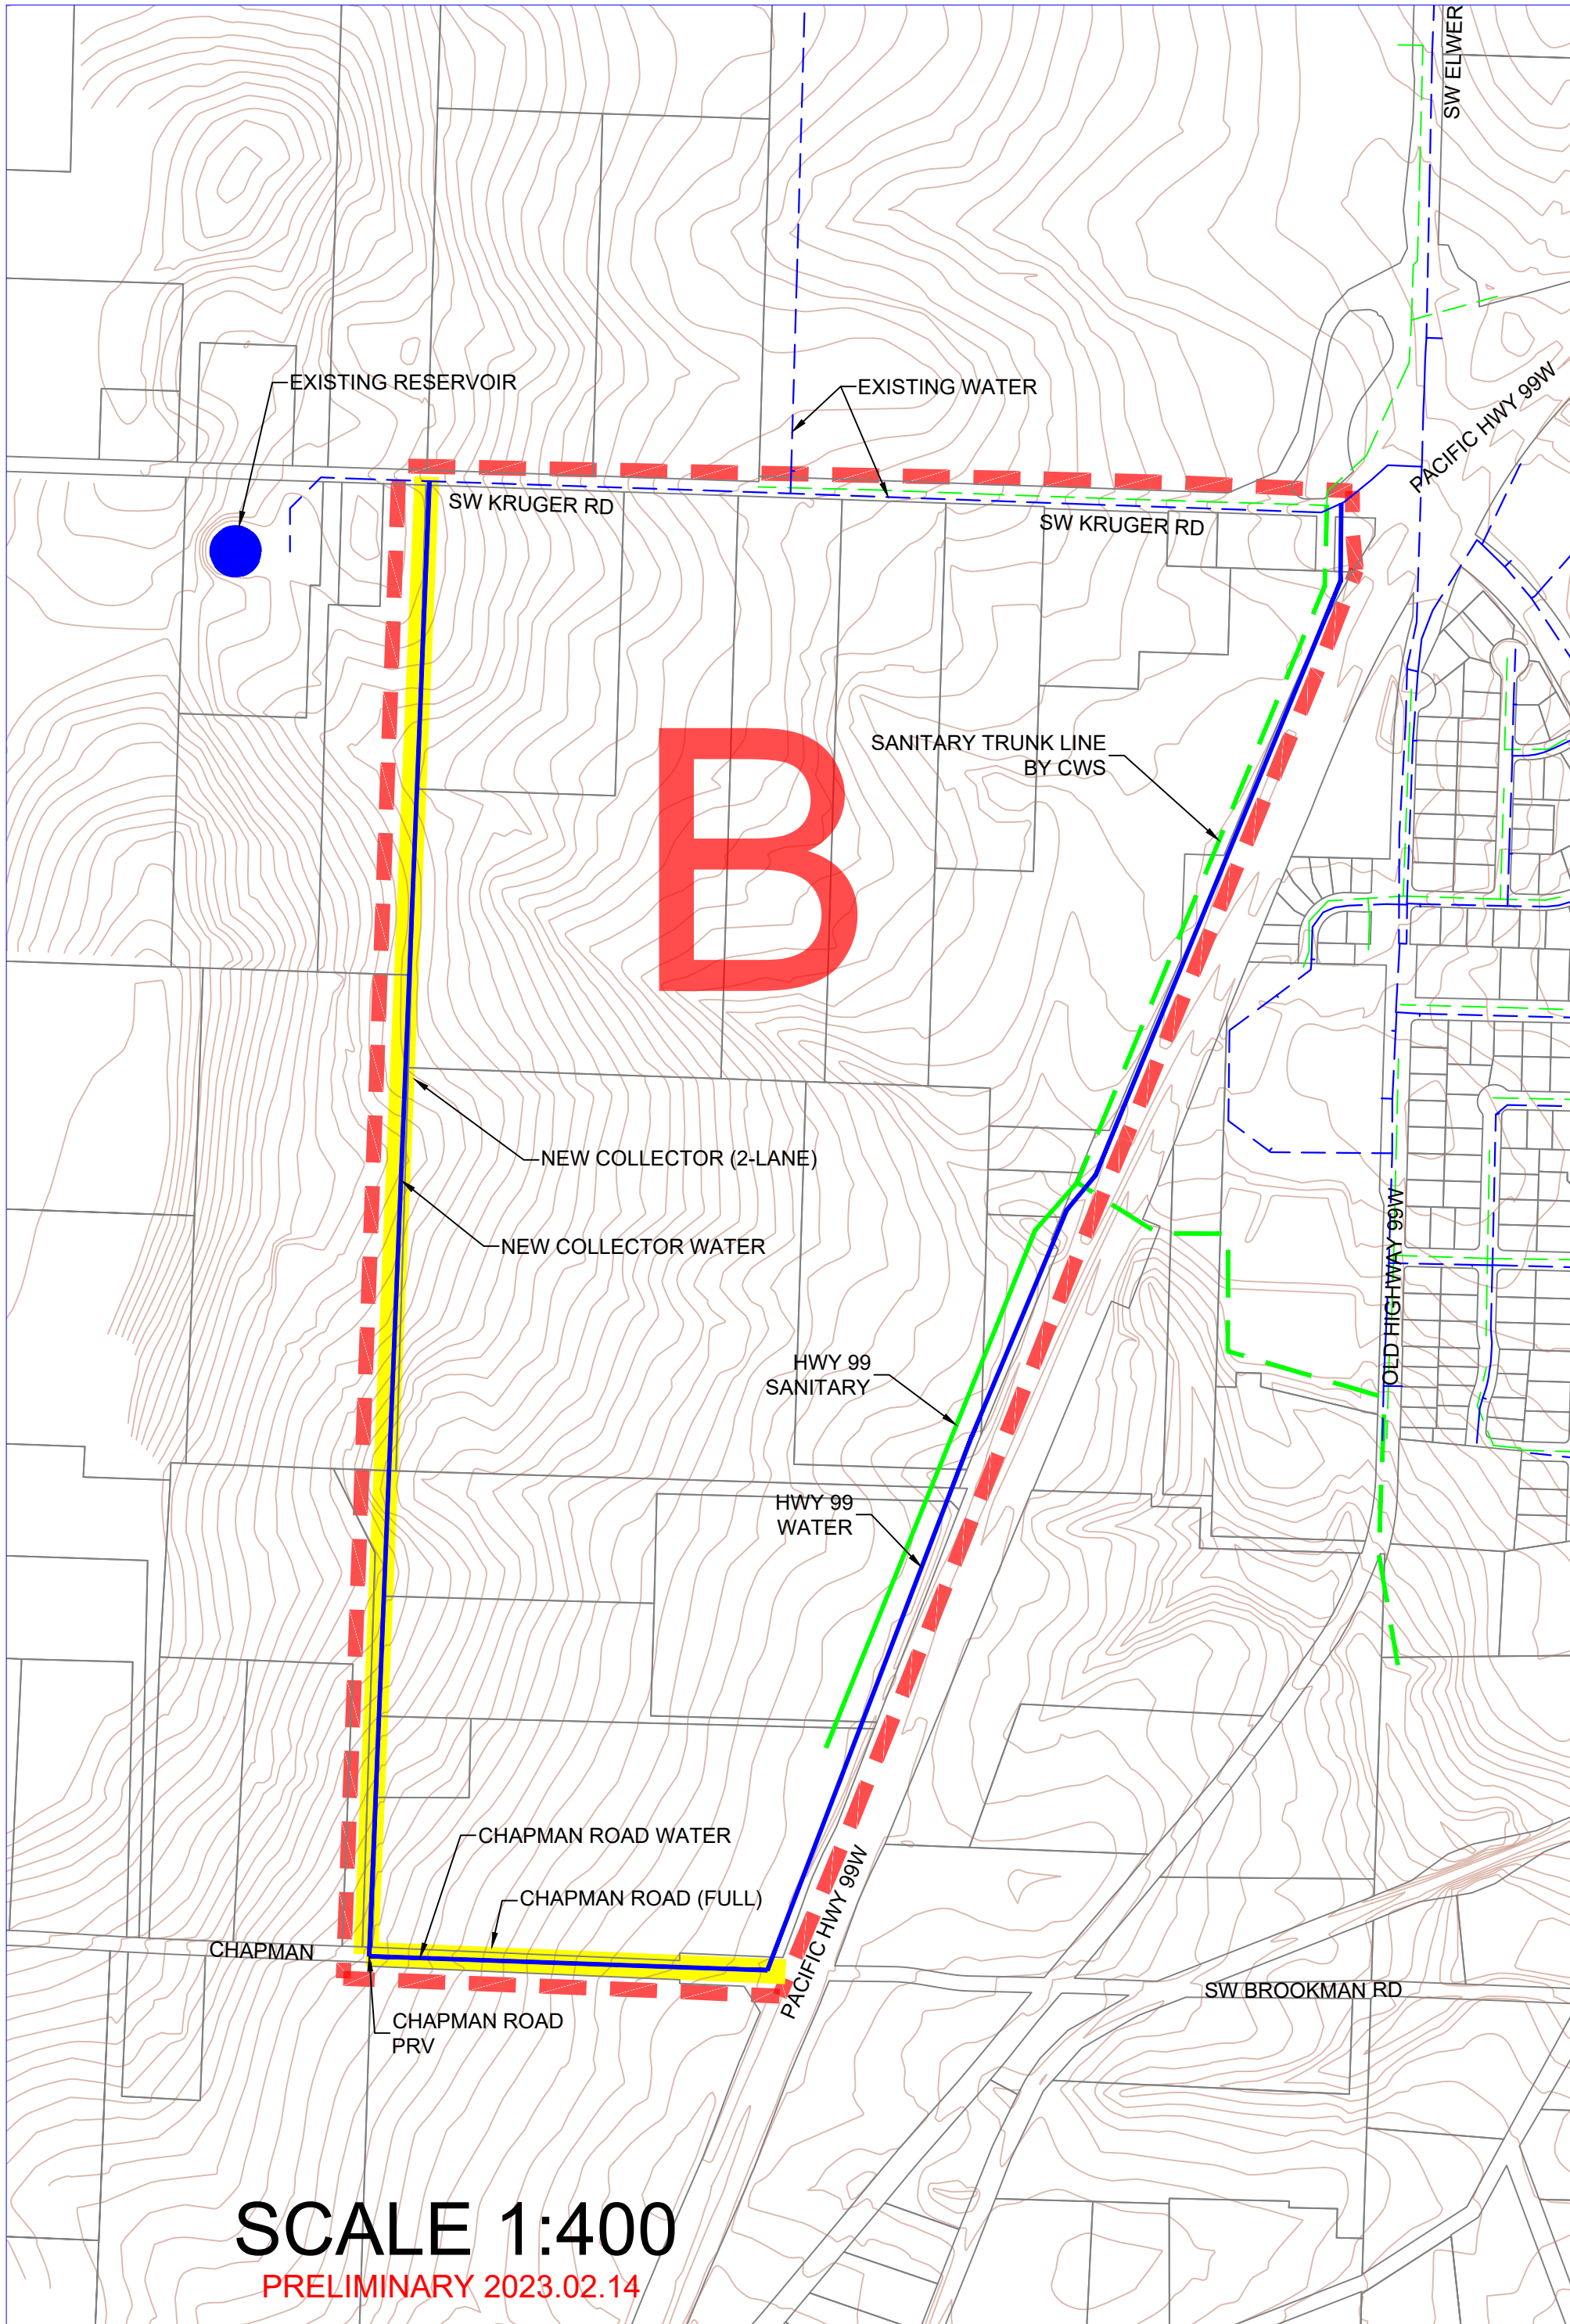 SW ELWER
PACIFIC HWY 99W
EXISTING RESERVOIR
EXISTING WATER
SW KRUGER RD
SW KRUGER RD
B
SANITARY TRUNK LINE
BY CWS
NEW COLLECTOR (2-LANE)
NEW COLLECTOR WATER
OLD HIGHWAY 99W
HWY 99
SANITARY
HWY 99
WATER
CHAPMAN ROAD WATER
CHAPMAN ROAD (FULL)
CHAPMAN
PACIFIC HWY 99W
SW BROOKMAN RD
CHAPMAN ROAD
PRV
SCALE 1:400
PRELIMINARY 2023.02.14